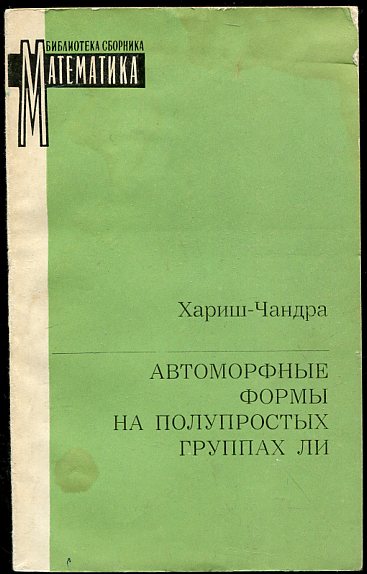 БИБЛИОТЕКА СБОРНИКА
МАТЕМАТИКА
Хариш-Чандра
АВТОМОРФНЫЕ
ФОРМЫ
НА ПОЛУПРОСТЫХ
ГРУППАХ ЛИ